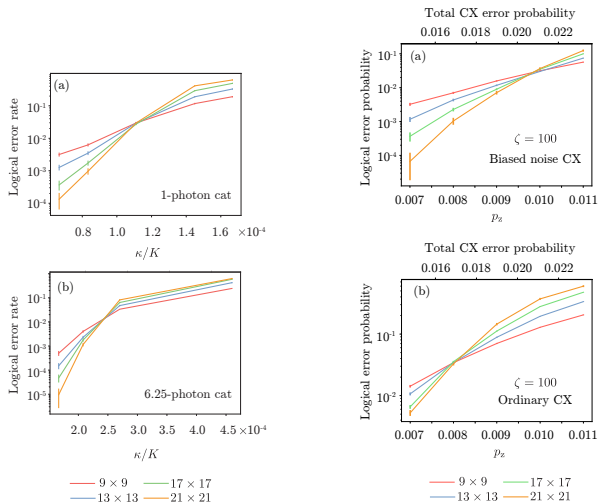 (a)
Logical error rate
10⁻¹
10⁻²
10⁻³
10⁻⁴
1-photon cat
0.8 1.0 1.2 1.4 1.6 ×10⁻⁴
κ/K
(b)
Logical error rate
10⁻¹
10⁻²
10⁻³
10⁻⁴
10⁻⁵
6.25-photon cat
2.0 2.5 3.0 3.5 4.0 4.5 ×10⁻⁴
κ/K
9 × 9 17 × 17
13 × 13 21 × 21
Total CX error probability
0.016 0.018 0.020 0.022
(a)
Logical error probability
10⁻¹
10⁻²
10⁻³
10⁻⁴
ζ = 100
Biased noise CX
0.007 0.008 0.009 0.010 0.011
p_z
Total CX error probability
0.016 0.018 0.020 0.022
(b)
Logical error probability
10⁻¹
10⁻²
ζ = 100
Ordinary CX
0.007 0.008 0.009 0.010 0.011
p_z
9 × 9 17 × 17
13 × 13 21 × 21